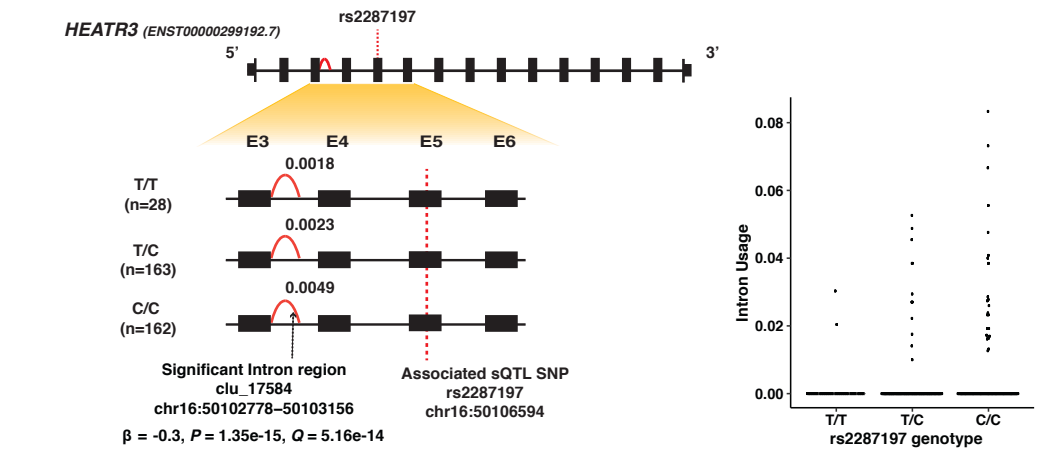 rs2287197
HEATR3 (ENST00000299192.7)
5’
3’
E3 E4 E5 E6
0.0018
T/T
(n=28)
0.0023
T/C
(n=163)
0.0049
C/C
(n=162)
Significant Intron region
clu_17584
chr16:50102778–50103156
β = -0.3, P = 1.35e-15, Q = 5.16e-14
Associated sQTL SNP
rs2287197
chr16:50106594
Intron Usage
0.08
0.06
0.04
0.02
0.00
T/T T/C C/C
rs2287197 genotype